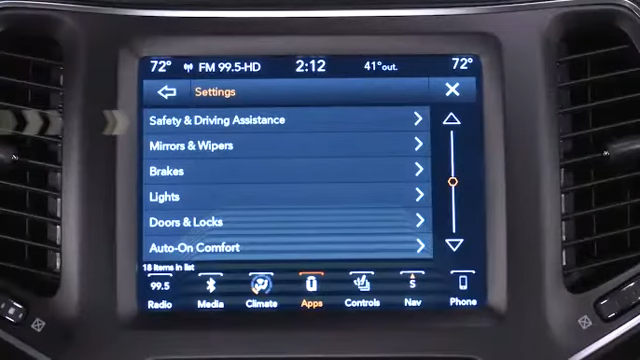 72° FM 99.5-HD 2:12 41°out. 72°
Settings
Safety & Driving Assistance
Mirrors & Wipers
Brakes
Lights
Doors & Locks
Auto-On Comfort
18 items in list
99.5 S
Radio Media Climate Apps Controls Nav Phone